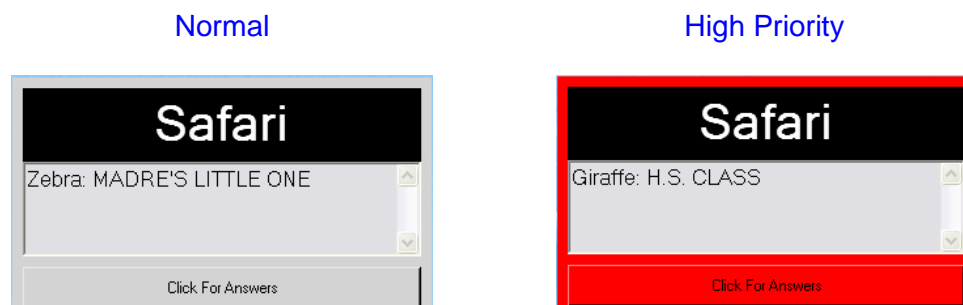 Normal
High Priority
Safari
Zebra: MADRE'S LITTLE ONE
Click For Answers
Safari
Giraffe: H.S. CLASS
Click For Answers